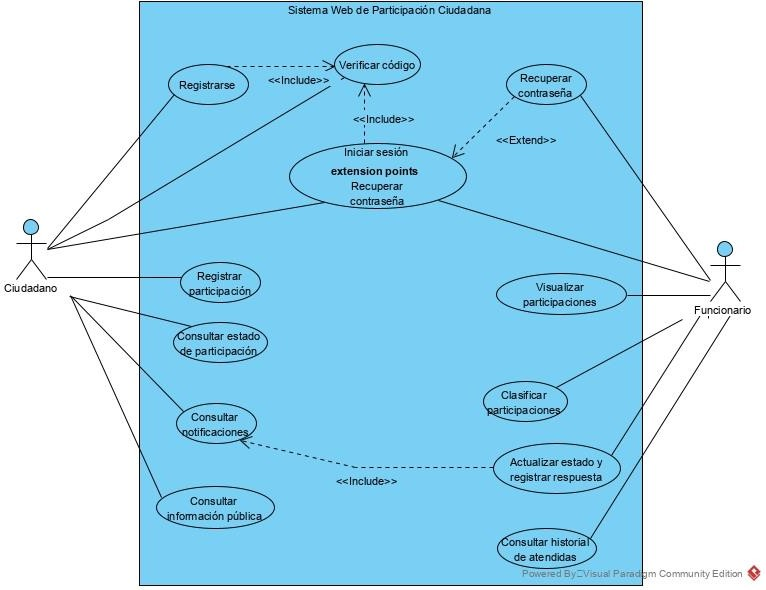 Sistema Web de Participación Ciudadana
Verificar código
Registrarse
<<Include>>
Recuperar
contraseña
<<Include>>
<<Extend>>
Iniciar sesión
extension points
Recuperar
contraseña
Ciudadano
Registrar
participación
Visualizar
participaciones
Funcionario
Consultar estado
de participación
Clasificar
participaciones
Consultar
notificaciones
Actualizar estado y
registrar respuesta
<<Include>>
Consultar
información pública
Consultar historial
de atendidas
Powered By Visual Paradigm Community Edition